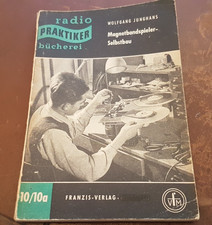 radio
PRAKTIKER
bücherei
WOLFGANG JUNGHANS
Magnetbandspieler-
Selbstbau
10/10a
FRANZIS-VERLAG